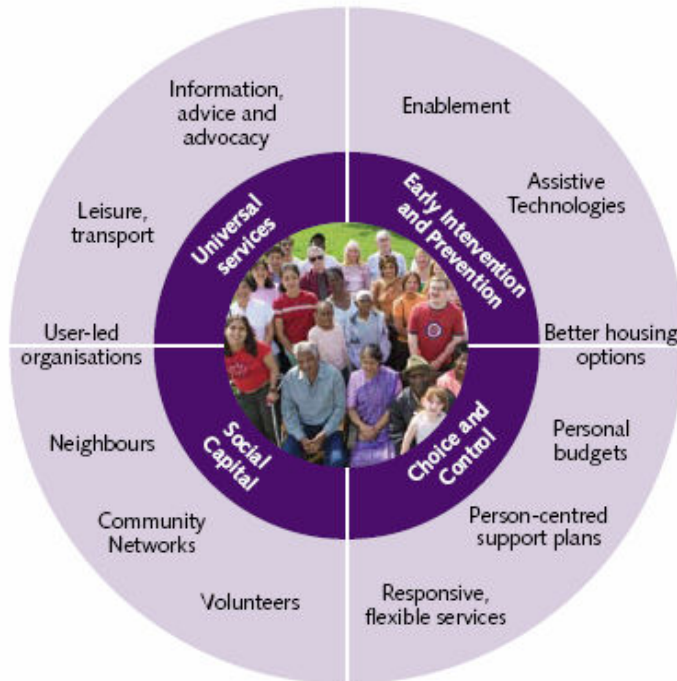 Information,
advice and
advocacy
Leisure,
transport
Universal
services
Enablement
Assistive
Technologies
Early Intervention
and Prevention
Better housing
options
User-led
organisations
Neighbours
Community
Networks
Volunteers
Social
Capital
Choice and
Control
Personal
budgets
Person-centred
support plans
Responsive,
flexible services